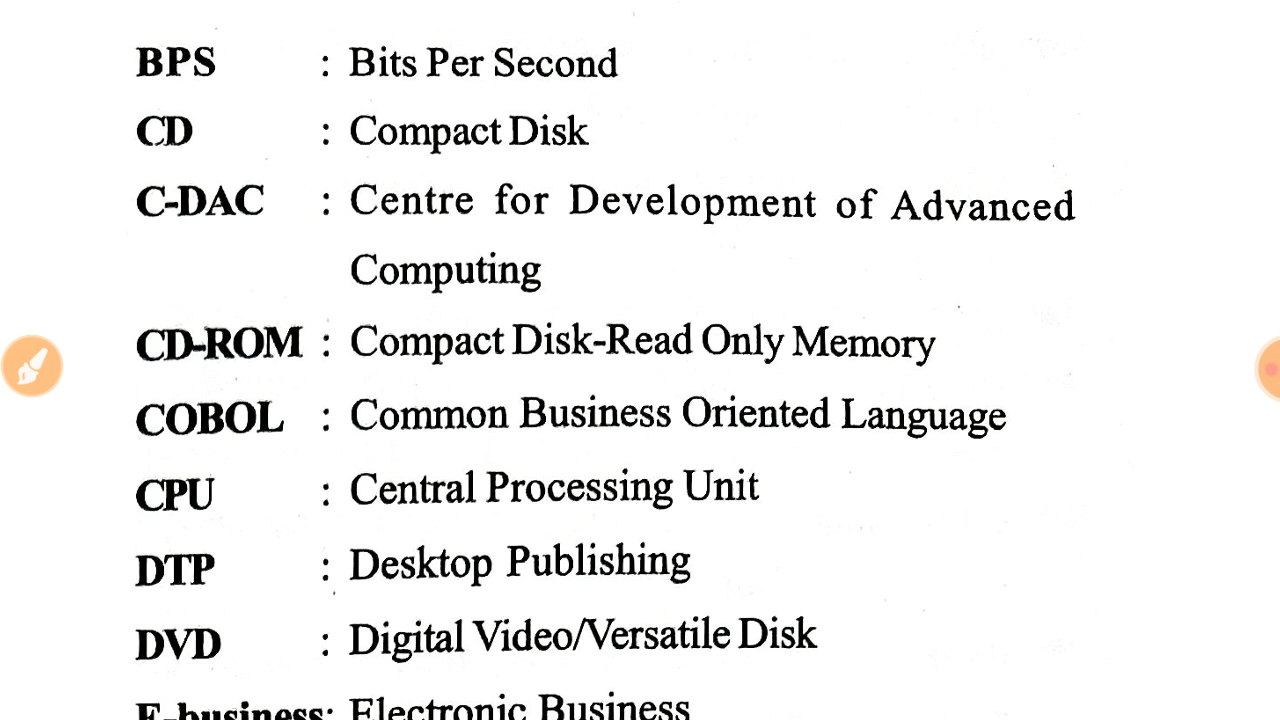 BPS : Bits Per Second
CD : Compact Disk
C-DAC : Centre for Development of Advanced
Computing
CD-ROM : Compact Disk-Read Only Memory
COBOL : Common Business Oriented Language
CPU : Central Processing Unit
DTP : Desktop Publishing
DVD : Digital Video/Versatile Disk
E-business: Electronic Business